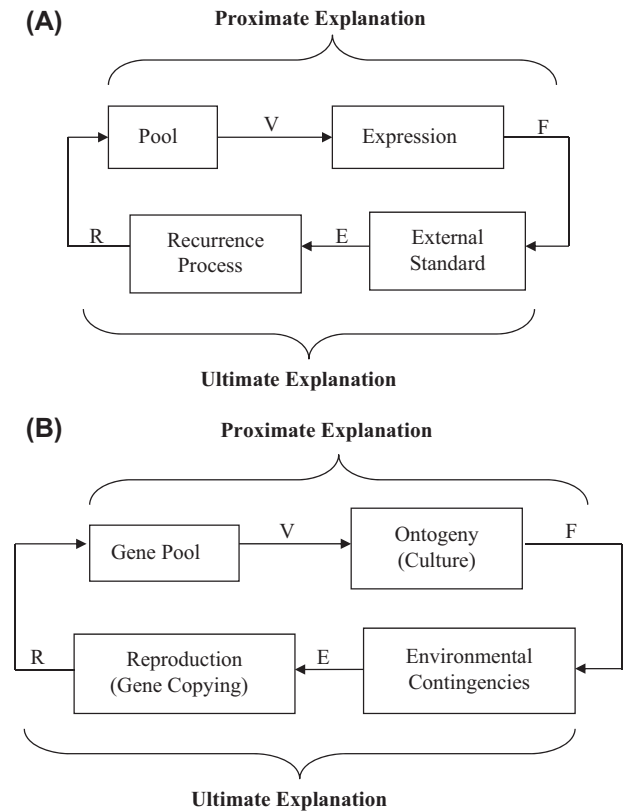 (A)
Proximate Explanation
Pool
V
Expression
F
R
Recurrence
Process
E
External
Standard
Ultimate Explanation
(B)
Proximate Explanation
Gene Pool
V
Ontogeny
(Culture)
F
R
Reproduction
(Gene Copying)
E
Environmental
Contingencies
Ultimate Explanation